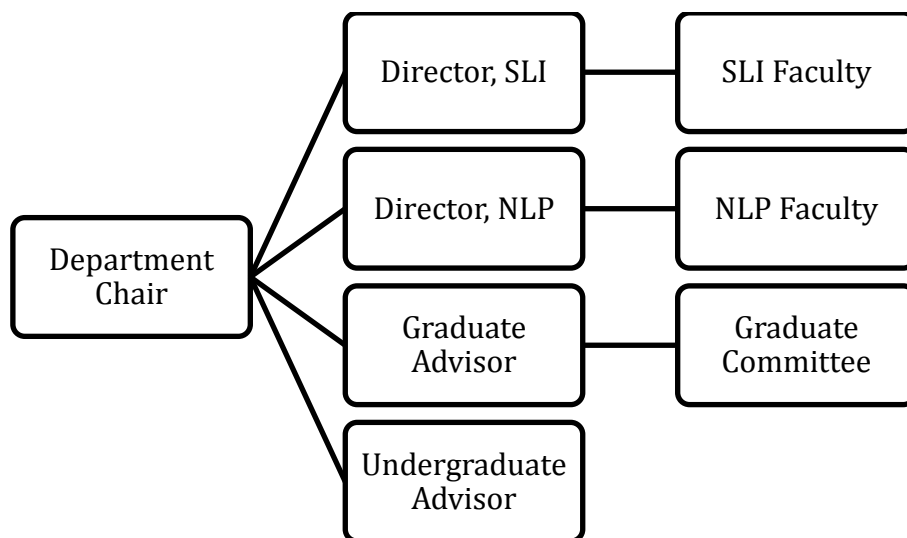 Director, SLI
SLI Faculty
Director, NLP
NLP Faculty
Department
Chair
Graduate
Advisor
Graduate
Committee
Undergraduate
Advisor